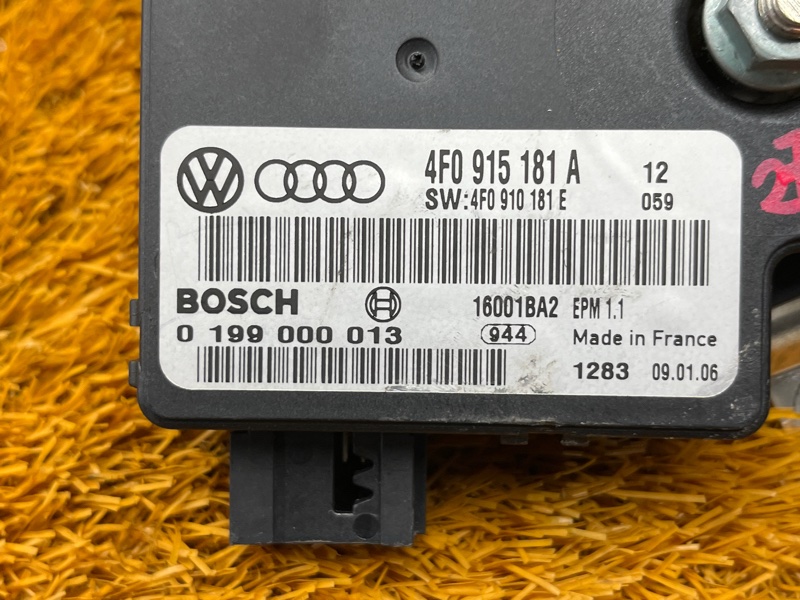 4F0 915 181 A 12
SW:4F0 910 181 E 059
BOSCH 16001BA2 EPM 1.1
0 199 000 013 944 Made in France
1283 09.01.06